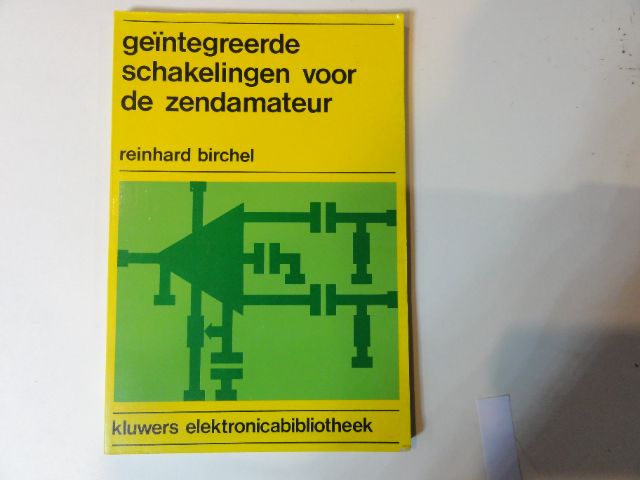 geïntegreerde
schakelingen voor
de zendamateur
reinhard birchel
kluwers elektronicabibliotheek